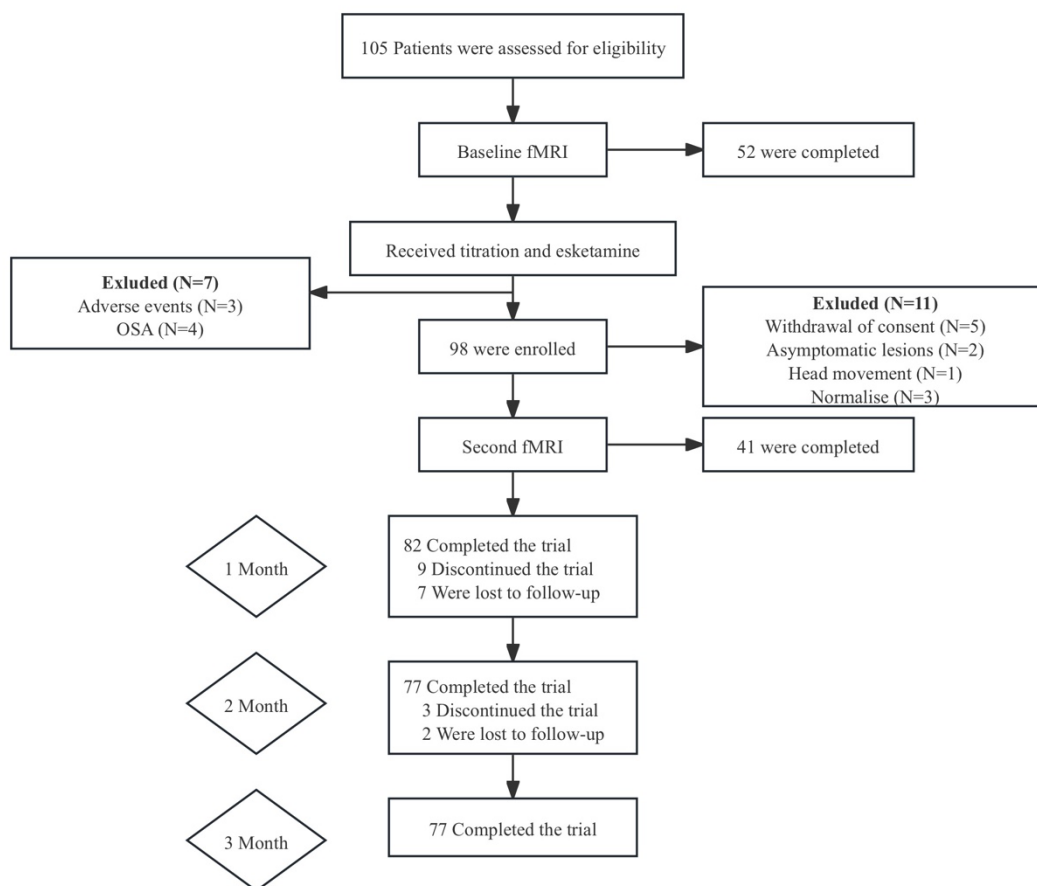 105 Patients were assessed for eligibility
Baseline fMRI
52 were completed
Received titration and esketamine
Exluded (N=7)
Adverse events (N=3)
OSA (N=4)
98 were enrolled
Exluded (N=11)
Withdrawal of consent (N=5)
Asymptomatic lesions (N=2)
Head movement (N=1)
Normalise (N=3)
Second fMRI
41 were completed
1 Month
82 Completed the trial
9 Discontinued the trial
7 Were lost to follow-up
2 Month
77 Completed the trial
3 Discontinued the trial
2 Were lost to follow-up
3 Month
77 Completed the trial